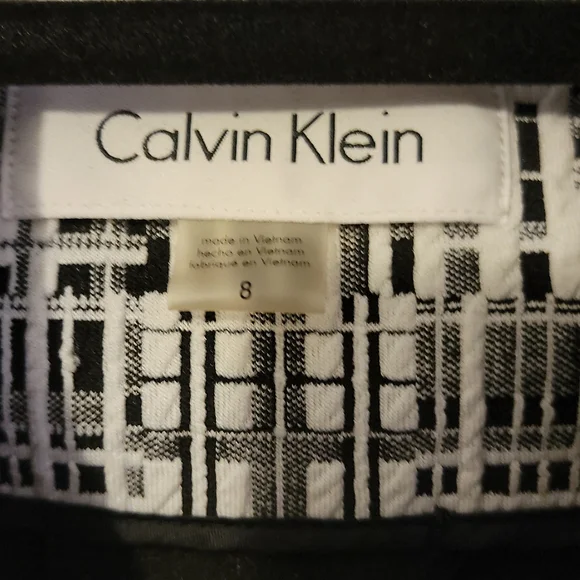 Calvin Klein
made in Vietnam
hecho en Vietnam
fabriqué en Vietnam
8